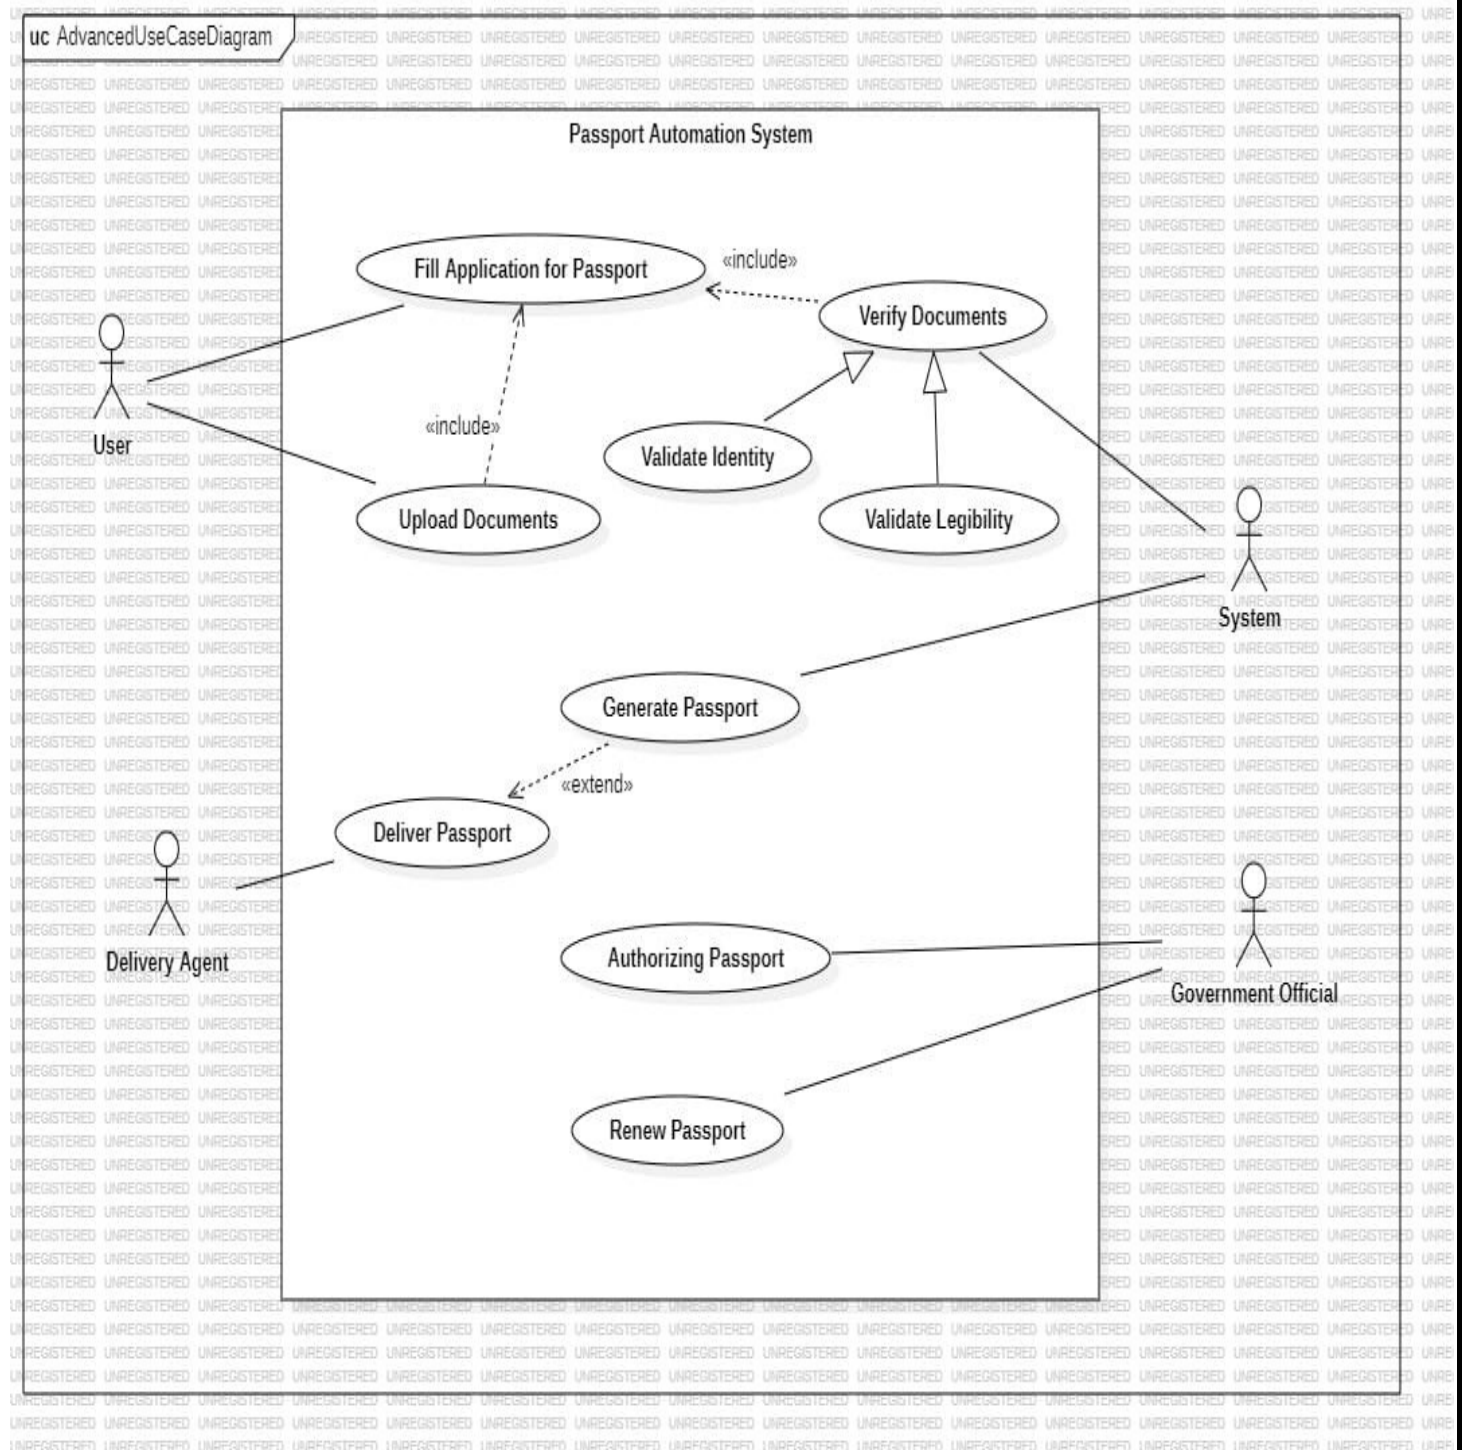 uc AdvancedUseCaseDiagram
Passport Automation System
Fill Application for Passport
«include»
Verify Documents
User
«include»
Validate Identity
Upload Documents
Validate Legibility
System
Generate Passport
«extend»
Deliver Passport
Delivery Agent
Authorizing Passport
Government Official
Renew Passport
UNREGISTERED